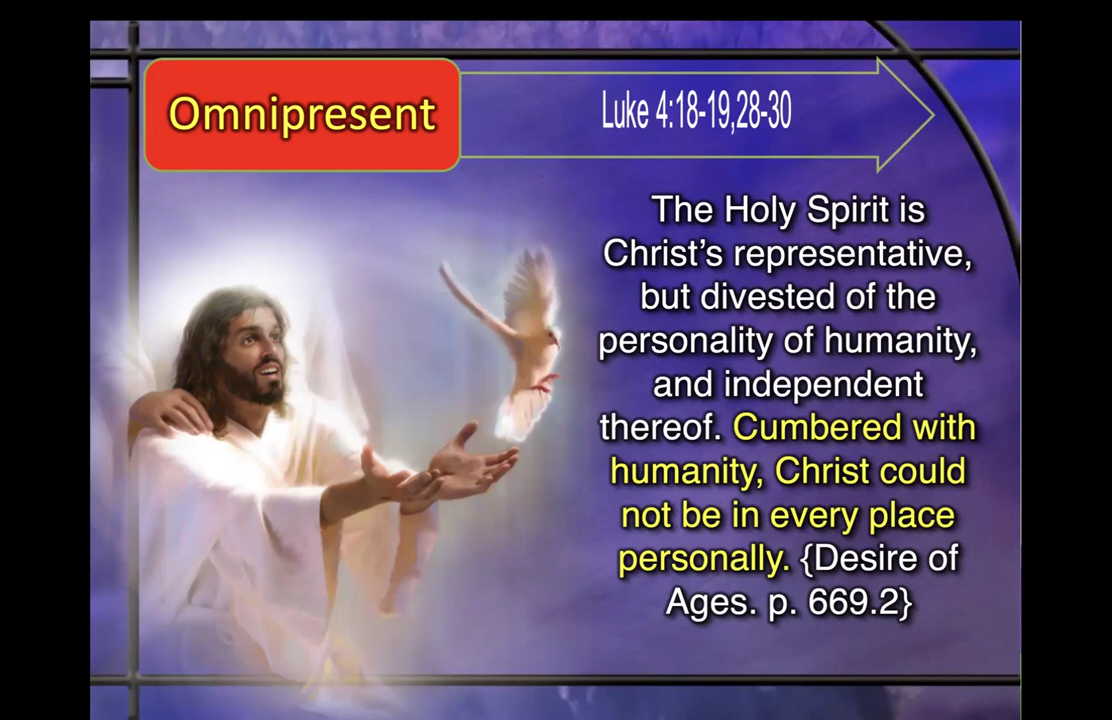 Omnipresent
Luke 4:18-19,28-30
The Holy Spirit is
Christ’s representative,
but divested of the
personality of humanity,
and independent
thereof. Cumbered with
humanity, Christ could
not be in every place
personally. {Desire of
Ages. p. 669.2}